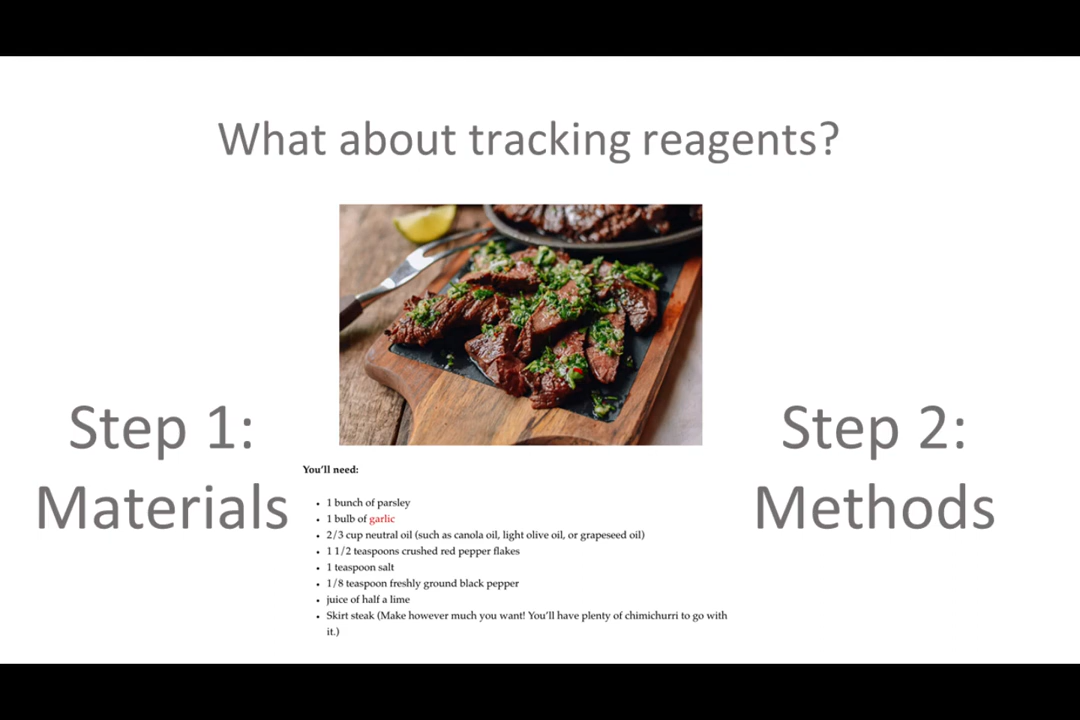 What about tracking reagents?
Step 1:
Materials
You'll need:
• 1 bunch of parsley
• 1 bulb of garlic
• 2/3 cup neutral oil (such as canola oil, light olive oil, or grapeseed oil)
• 1 1/2 teaspoons crushed red pepper flakes
• 1 teaspoon salt
• 1/8 teaspoon freshly ground black pepper
• juice of half a lime
• Skirt steak (Make however much you want! You'll have plenty of chimichurri to go with
it.)
Step 2:
Methods